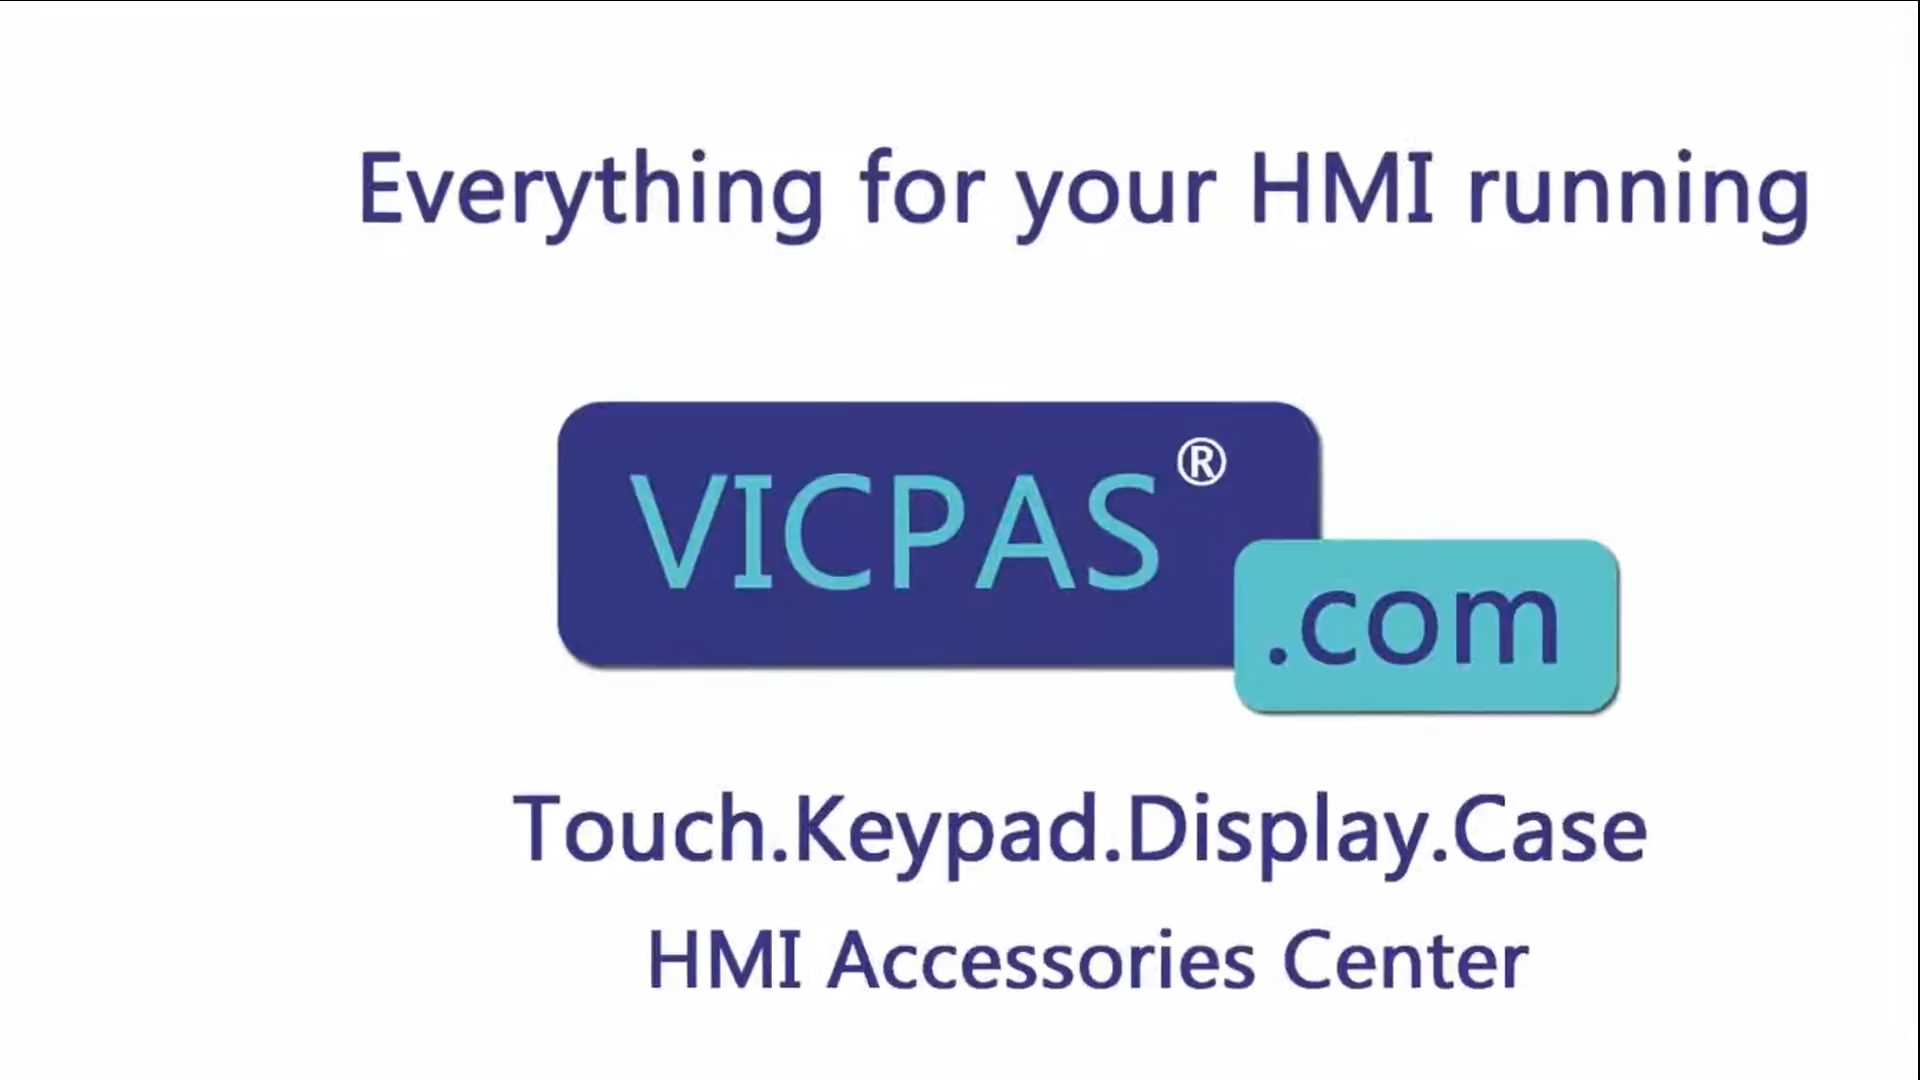 Everything for your HMI running
VICPAS®
.com
Touch.Keypad.Display.Case
HMI Accessories Center